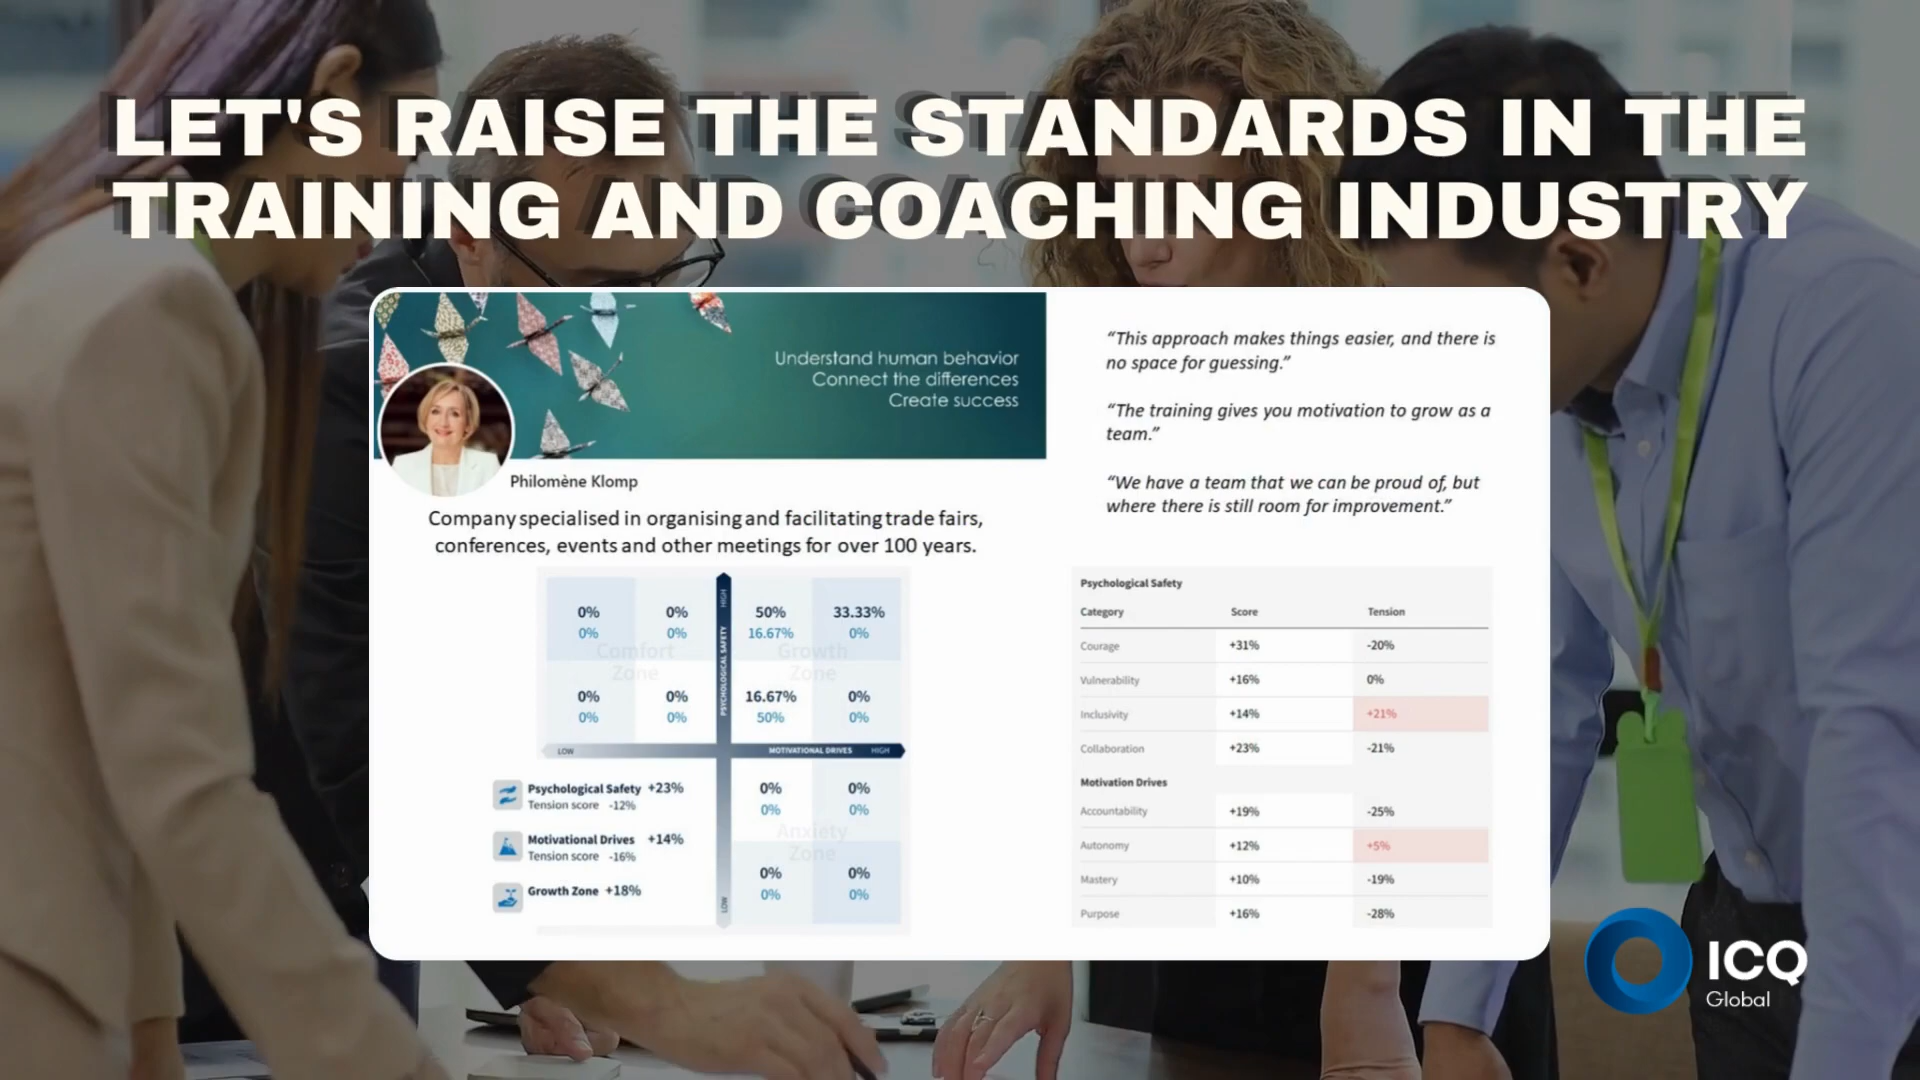 LET'S RAISE THE STANDARDS IN THE
TRAINING AND COACHING INDUSTRY
Understand human behavior
Connect the differences
Create success
Philomène Klomp
Company specialised in organising and facilitating trade fairs,
conferences, events and other meetings for over 100 years.
“This approach makes things easier, and there is
no space for guessing.”
“The training gives you motivation to grow as a
team.”
“We have a team that we can be proud of, but
where there is still room for improvement.”
0% 0% 50% 33.33%
0% 0% 16.67% 0%
Comfort Zone
Growth Zone
0% 0% 16.67% 0%
0% 0% 50% 0%
HIGH
PSYCHOLOGICAL SAFETY
LOW
LOW MOTIVATIONAL DRIVES HIGH
0% 0%
0% 0%
Anxiety
Zone
0% 0%
0% 0%
Psychological Safety +23%
Tension score -12%
Motivational Drives +14%
Tension score -16%
Growth Zone +18%
Psychological Safety
Category Score Tension
Courage +31% -20%
Vulnerability +16% 0%
Inclusivity +14% +21%
Collaboration +23% -21%
Motivation Drives
Accountability +19% -25%
Autonomy +12% +5%
Mastery +10% -19%
Purpose +16% -28%
ICQ
Global